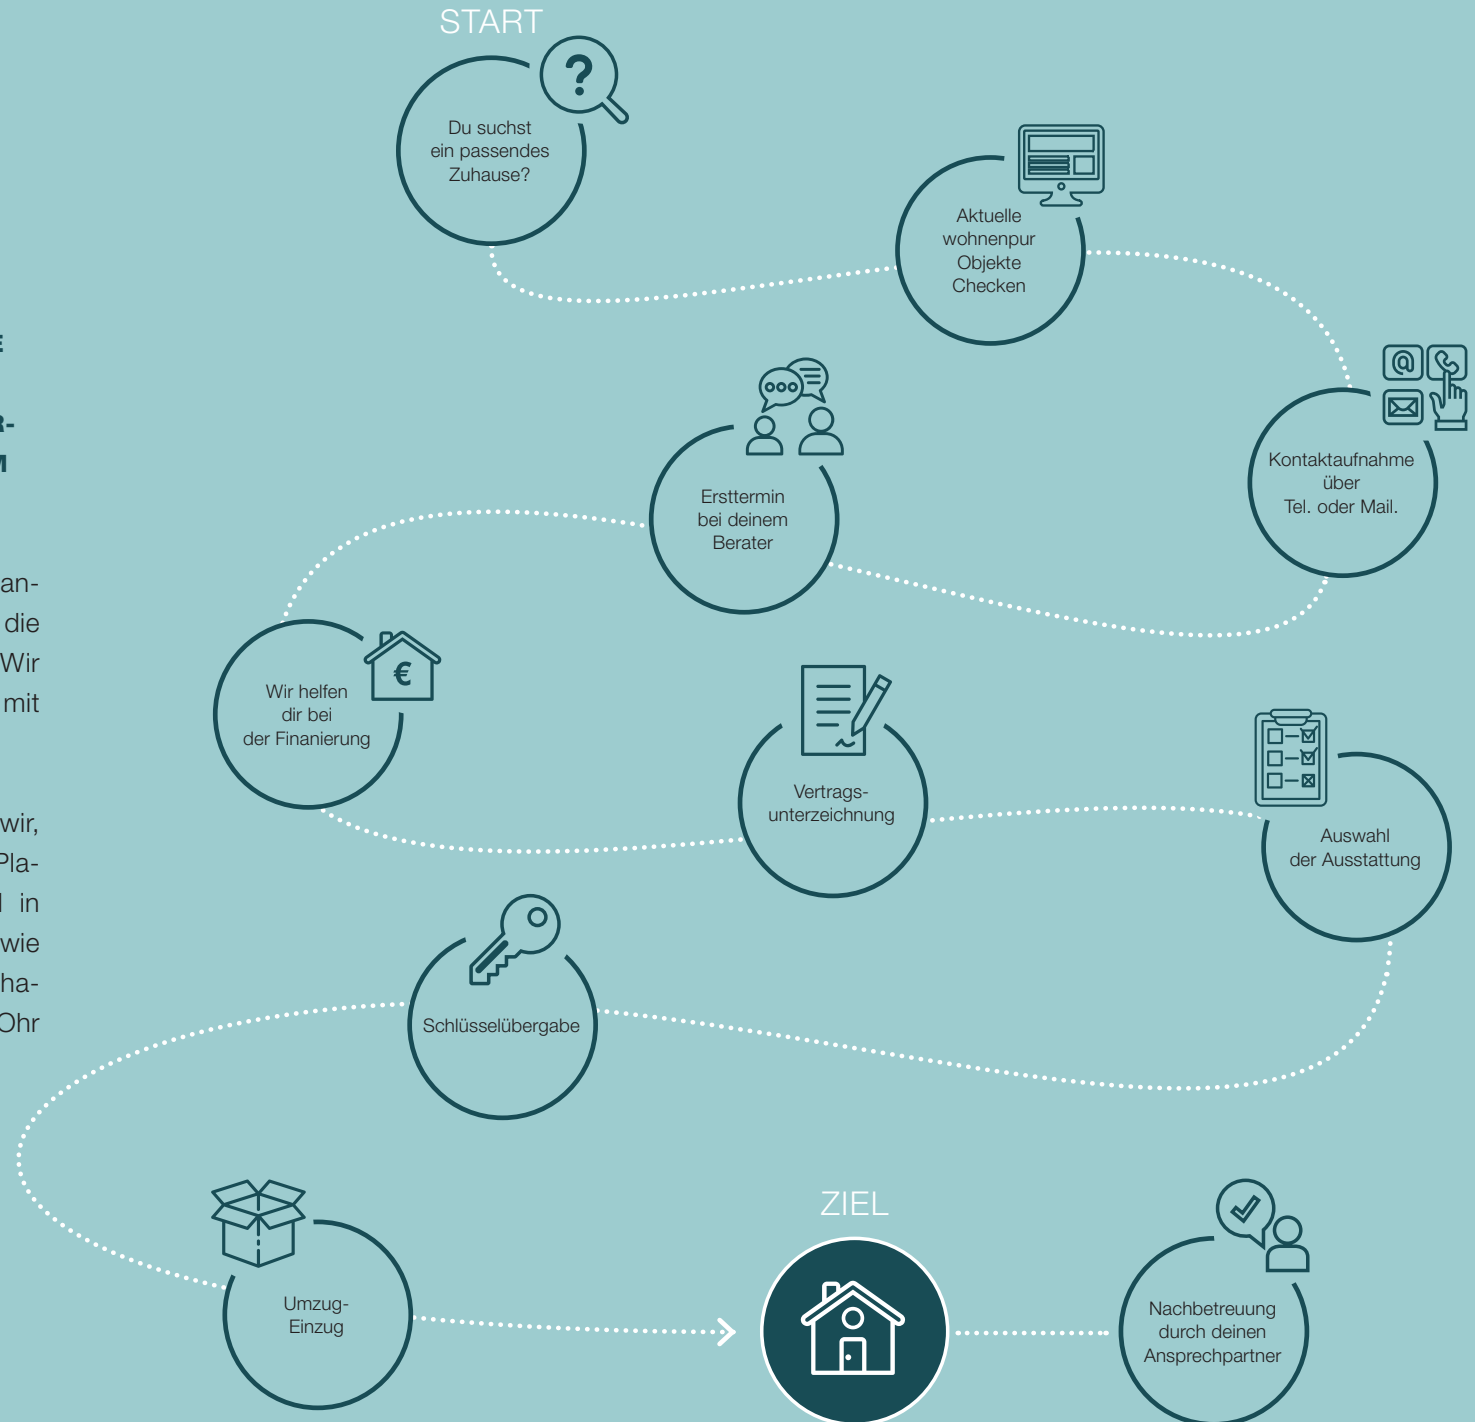 START
?
Du suchst
ein passendes
Zuhause?
Aktuelle
wohnenpur
Objekte
Checken
@
Kontaktaufnahme
über
Tel. oder Mail.
Ersttermin
bei deinem
Berater
€
Wir helfen
dir bei
der Finanierung
Vertrags-
unterzeichnung
Auswahl
der Ausstattung
Schlüsselübergabe
Umzug-
Einzug
ZIEL
Nachbetreuung
durch deinen
Ansprechpartner
E
R-
M
an-
die
Wir
mit
wir,
Pla-
in
wie
ha-
Ohr